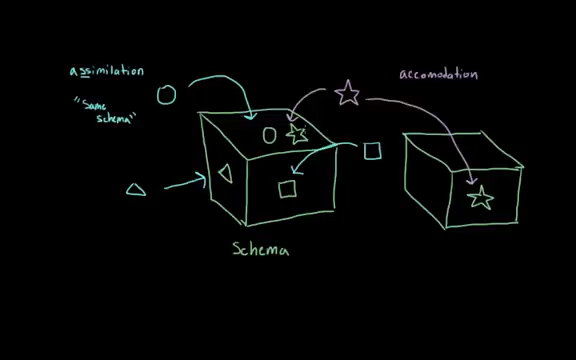 assimilation
"Same
schema"
accomodation
Schema